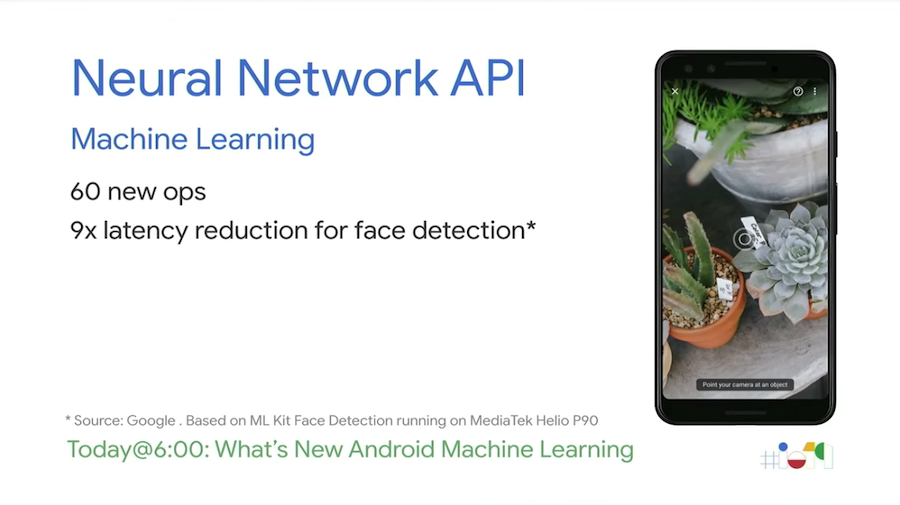 Neural Network API
Machine Learning
60 new ops
9x latency reduction for face detection*
Point your camera at an object
* Source: Google . Based on ML Kit Face Detection running on MediaTek Helio P90
Today@6:00: What's New Android Machine Learning
#io19